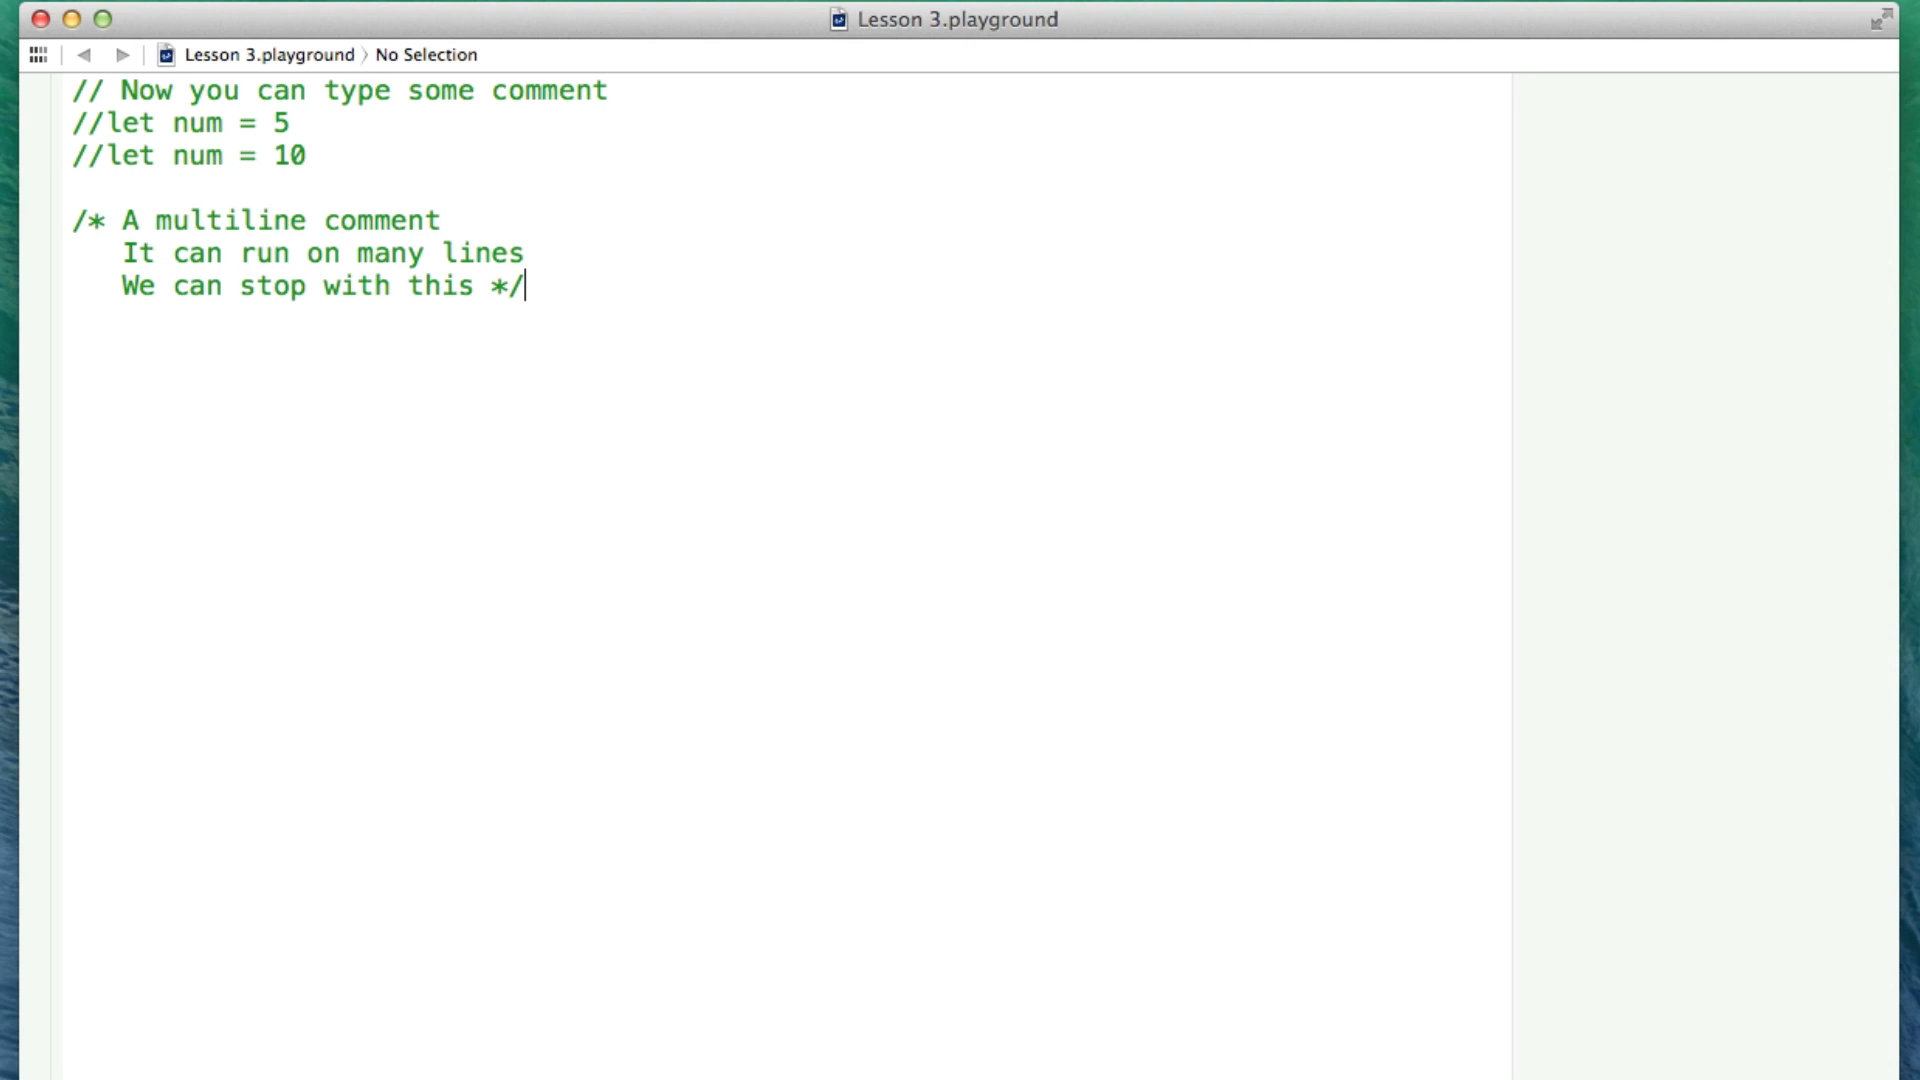 Lesson 3.playground
Lesson 3.playground 〉 No Selection
// Now you can type some comment
//let num = 5
//let num = 10
/* A multiline comment
It can run on many lines
We can stop with this */